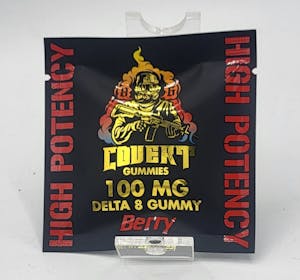 HIGH POTENCY
COVERT
GUMMIES
100 MG
DELTA 8 GUMMY
Berry
HIGH POTENCY